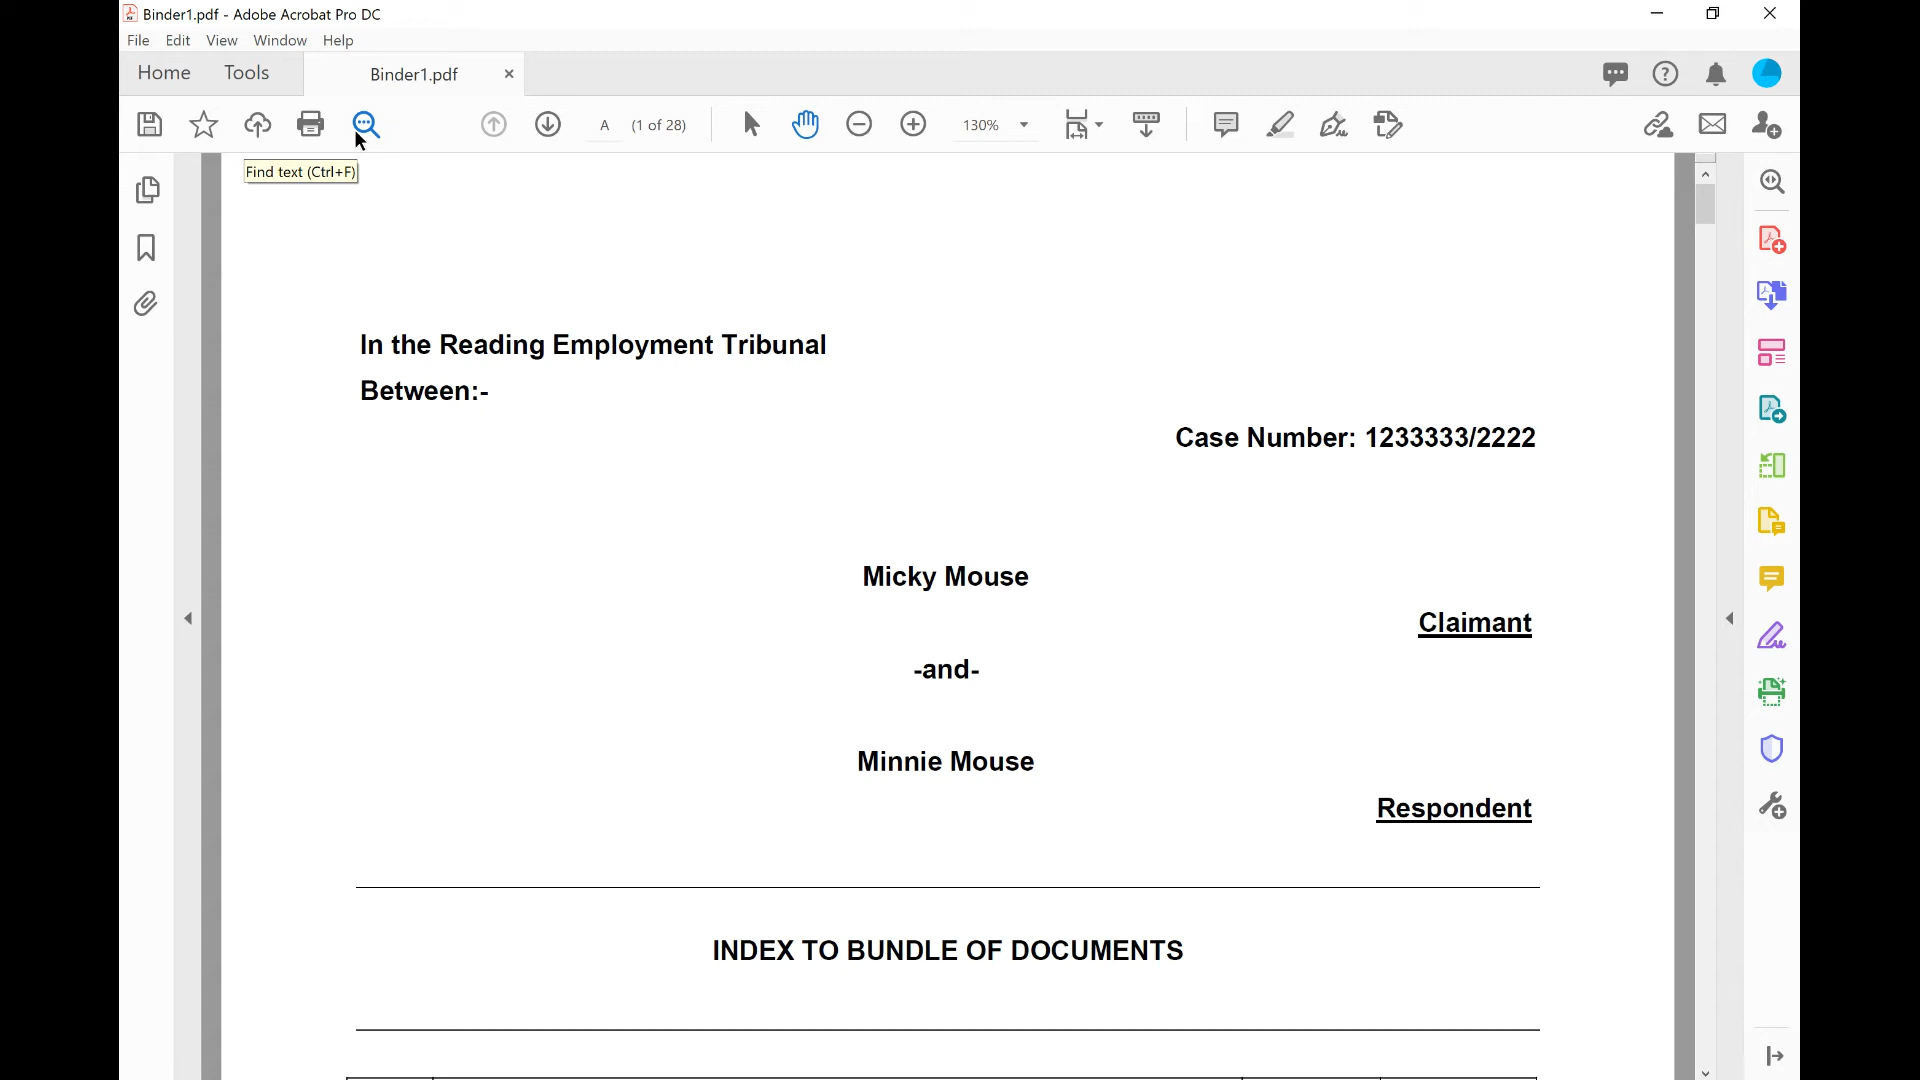 Binder1.pdf - Adobe Acrobat Pro DC
File Edit View Window Help
Home Tools Binder1.pdf
A (1 of 28) 130%
Find text (Ctrl+F)
In the Reading Employment Tribunal
Between:-
Case Number: 1233333/2222
Micky Mouse
Claimant
-and-
Minnie Mouse
Respondent
INDEX TO BUNDLE OF DOCUMENTS